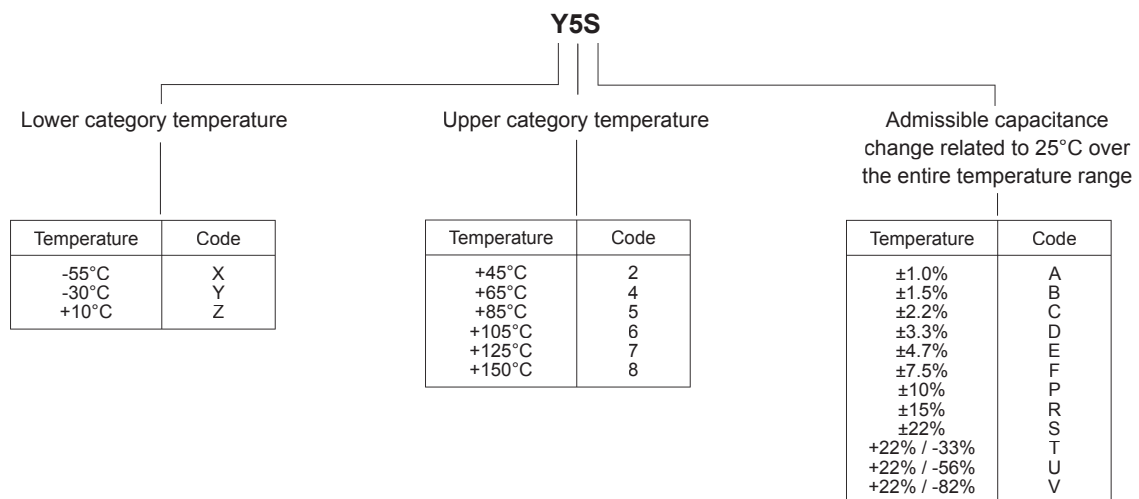 Y5S
Lower category temperature
Upper category temperature
Admissible capacitance
change related to 25°C over
the entire temperature range
Temperature Code
-55°C X
-30°C Y
+10°C Z
Temperature Code
+45°C 2
+65°C 4
+85°C 5
+105°C 6
+125°C 7
+150°C 8
Temperature Code
±1.0% A
±1.5% B
±2.2% C
±3.3% D
±4.7% E
±7.5% F
±10% P
±15% R
±22% S
+22% / -33% T
+22% / -56% U
+22% / -82% V